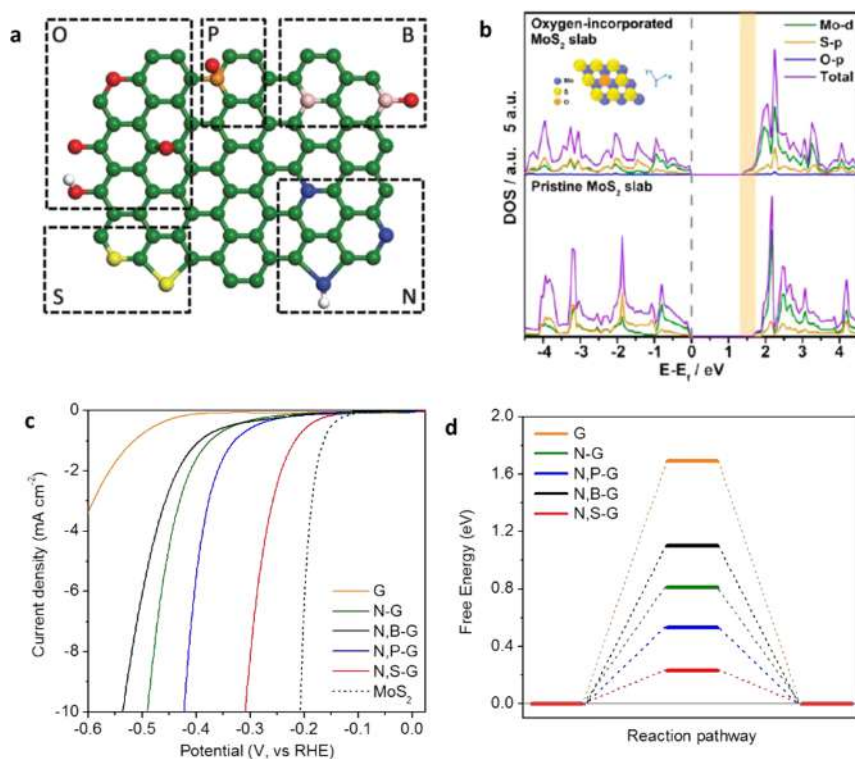 a
O
P
B
S
N
b
Oxygen-incorporated
MoS₂ slab
Mo
S
O
Mo-d
S-p
O-p
Total
DOS / a.u. 5 a.u.
Pristine MoS₂ slab
-4 -3 -2 -1 0 1 2 3 4
E-E_f / eV
c
0
-2
-4
-6
-8
-10
Current density (mA cm⁻²)
G
N-G
N,B-G
N,P-G
N,S-G
MoS₂
-0.6 -0.5 -0.4 -0.3 -0.2 -0.1 0.0
Potential (V, vs RHE)
d
2.0
1.6
1.2
0.8
0.4
0.0
Free Energy (eV)
G
N-G
N,P-G
N,B-G
N,S-G
Reaction pathway